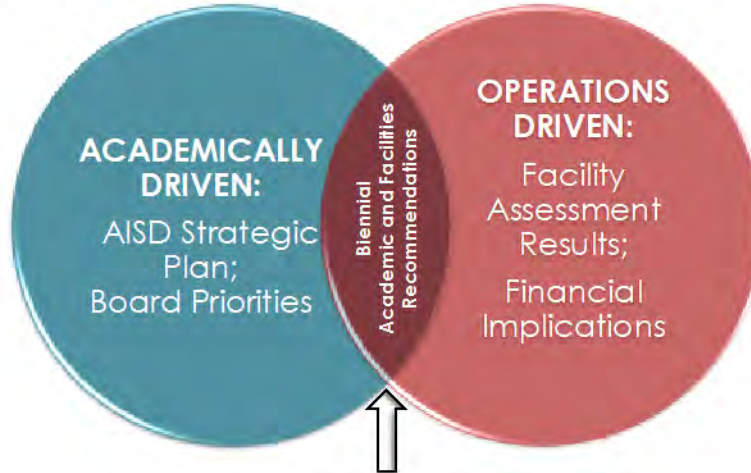 ACADEMICALLY
DRIVEN:
AISD Strategic
Plan;
Board Priorities
Biennial
Academic and Facilities
Recommendations
OPERATIONS
DRIVEN:
Facility
Assessment
Results;
Financial
Implications